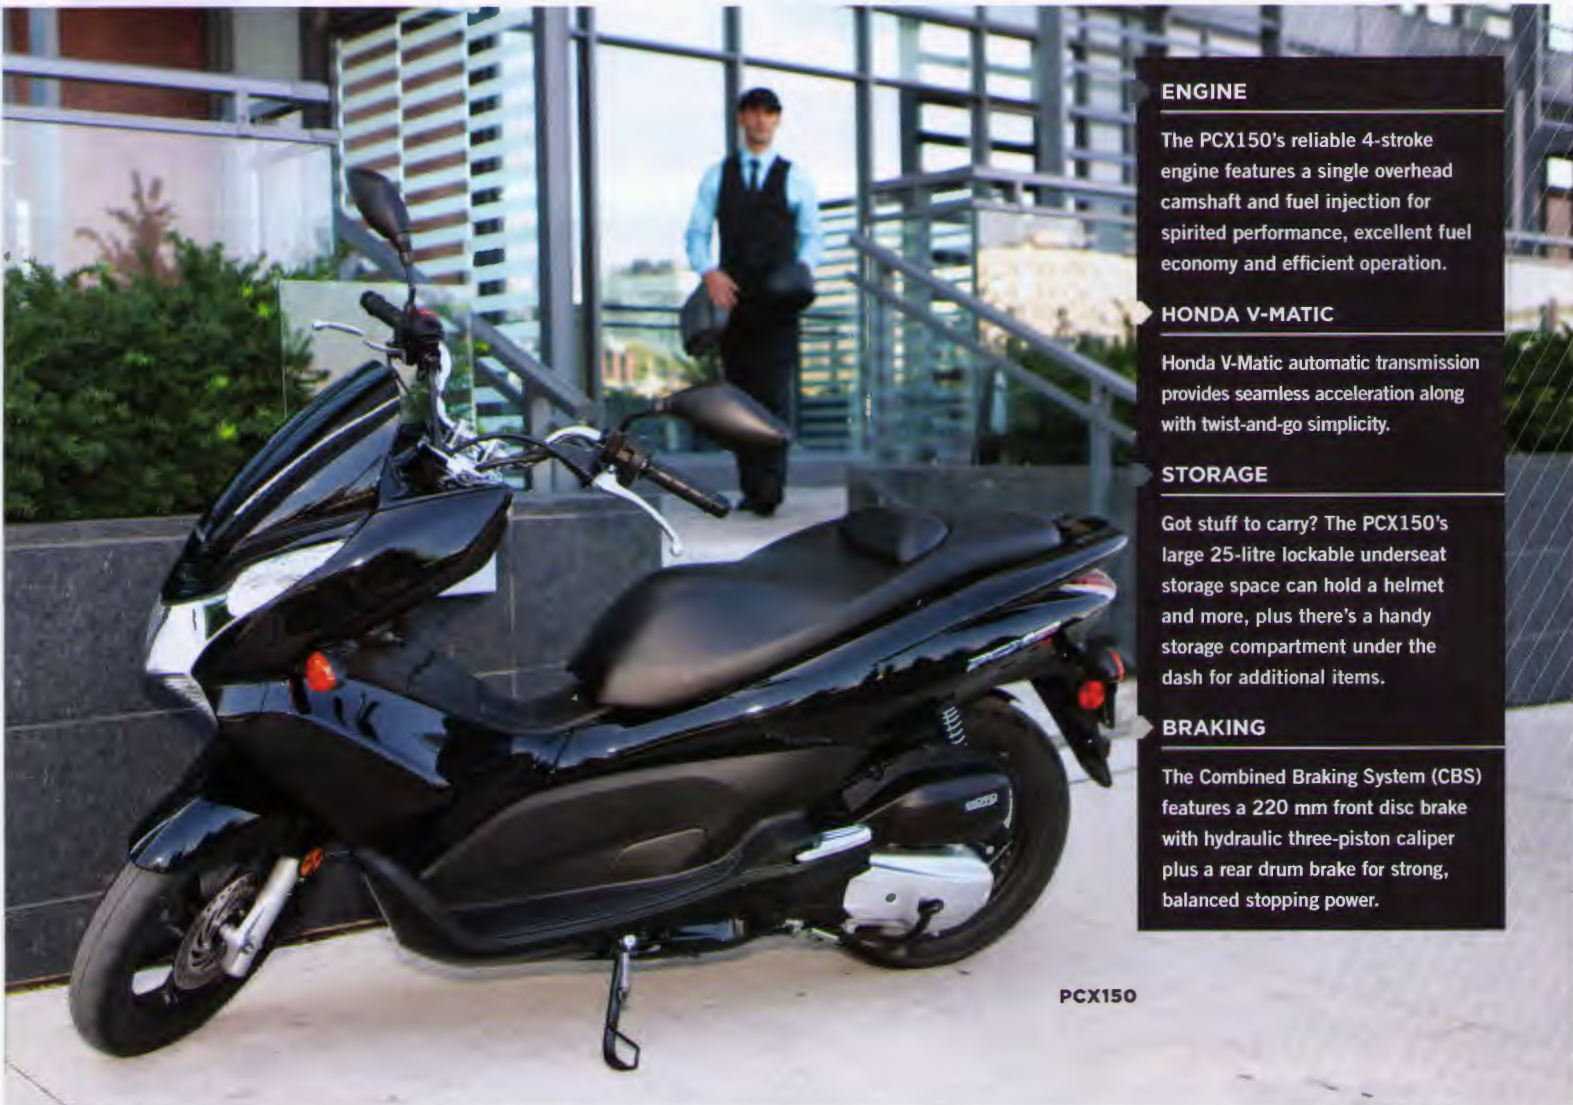 ENGINE
The PCX150's reliable 4-stroke
engine features a single overhead
camshaft and fuel injection for
spirited performance, excellent fuel
economy and efficient operation.
HONDA V-MATIC
Honda V-Matic automatic transmission
provides seamless acceleration along
with twist-and-go simplicity.
STORAGE
Got stuff to carry? The PCX150's
large 25-litre lockable underseat
storage space can hold a helmet
and more, plus there's a handy
storage compartment under the
dash for additional items.
BRAKING
The Combined Braking System (CBS)
features a 220 mm front disc brake
with hydraulic three-piston caliper
plus a rear drum brake for strong,
balanced stopping power.
PCX150